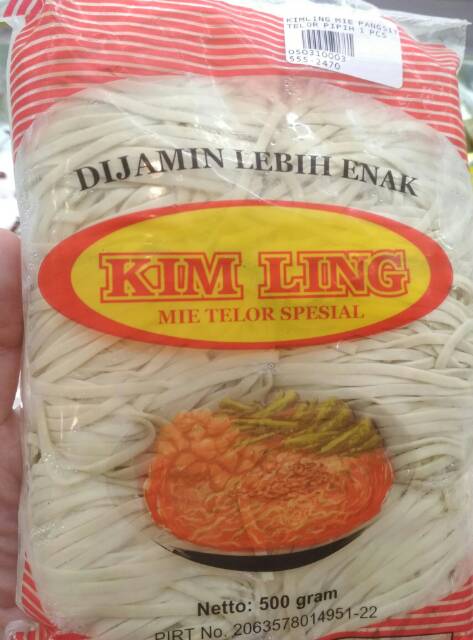 KIMLING MIE PANGSIT
TELOR PIPIH 1 PCS
050310003
555-2470
DIJAMIN LEBIH ENAK
KIM LING
MIE TELOR SPESIAL
Netto: 500 gram
PIRT No. 2063578014951-22